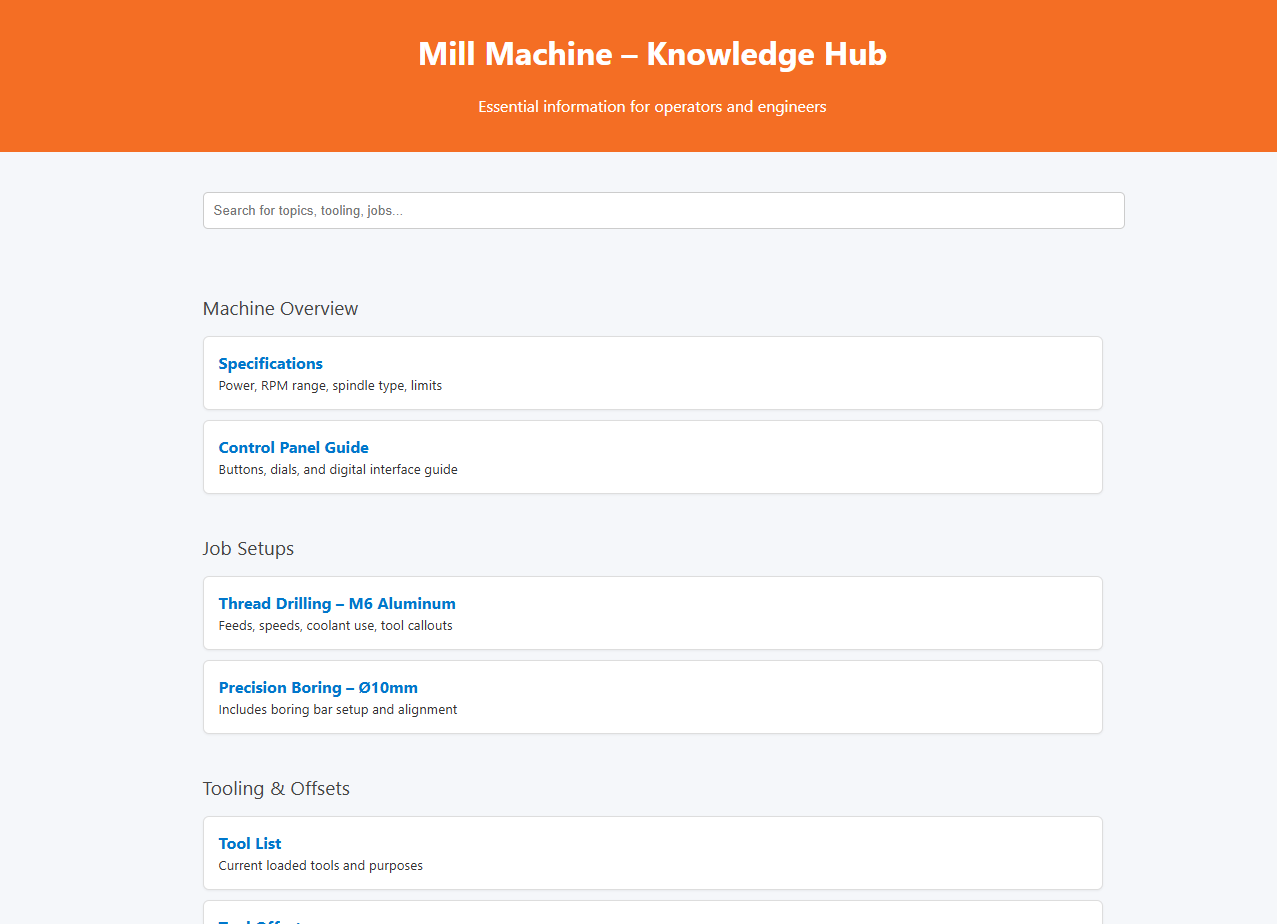 Mill Machine – Knowledge Hub
Essential information for operators and engineers
Search for topics, tooling, jobs...
Machine Overview
Specifications
Power, RPM range, spindle type, limits
Control Panel Guide
Buttons, dials, and digital interface guide
Job Setups
Thread Drilling – M6 Aluminum
Feeds, speeds, coolant use, tool callouts
Precision Boring – Ø10mm
Includes boring bar setup and alignment
Tooling & Offsets
Tool List
Current loaded tools and purposes